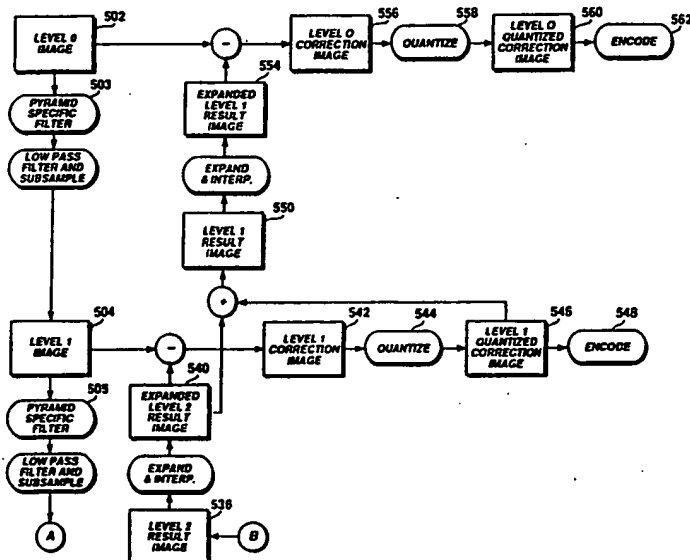 502
LEVEL 0
IMAGE
503
PYRAMID
SPECIFIC
FILTER
LOW PASS
FILTER AND
SUBSAMPLE
-
556
LEVEL 0
CORRECTION
IMAGE
558
QUANTIZE
560
LEVEL 0
QUANTIZED
CORRECTION
IMAGE
562
ENCODE
554
EXPANDED
LEVEL 1
RESULT
IMAGE
EXPAND
& INTERP.
550
LEVEL 1
RESULT
IMAGE
+
504
LEVEL 1
IMAGE
-
542
LEVEL 1
CORRECTION
IMAGE
544
QUANTIZE
546
LEVEL 1
QUANTIZED
CORRECTION
IMAGE
548
ENCODE
505
PYRAMID
SPECIFIC
FILTER
LOW PASS
FILTER AND
SUBSAMPLE
A
540
EXPANDED
LEVEL 2
RESULT
IMAGE
EXPAND
& INTERP.
536
LEVEL 2
RESULT
IMAGE
B